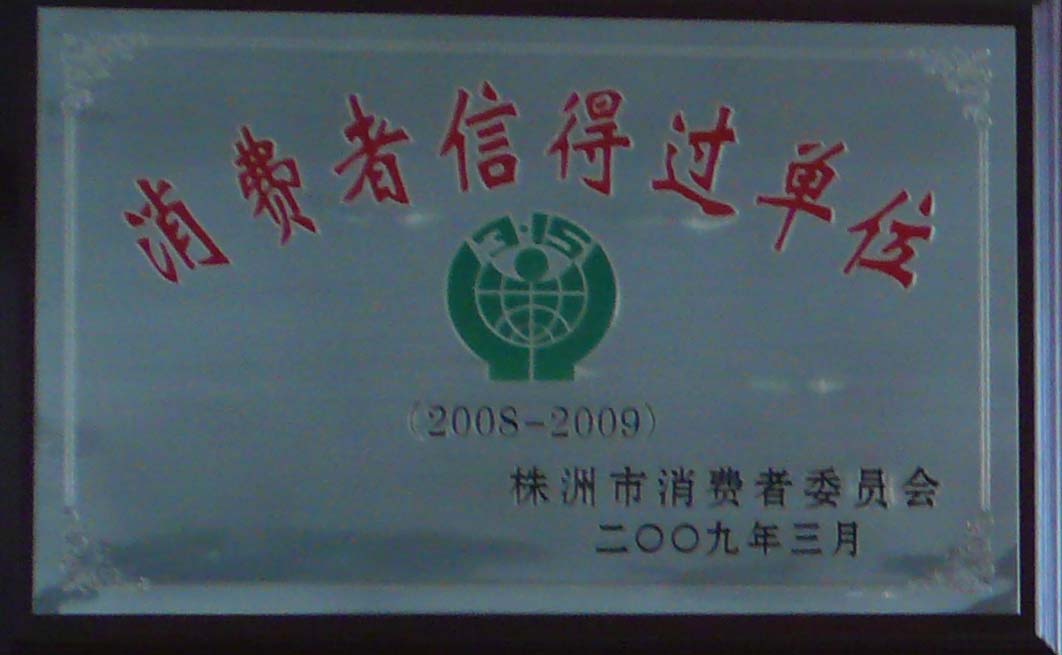 消费者信得过单位
3·15
(2008-2009)
株洲市消费者委员会
二〇〇九年三月